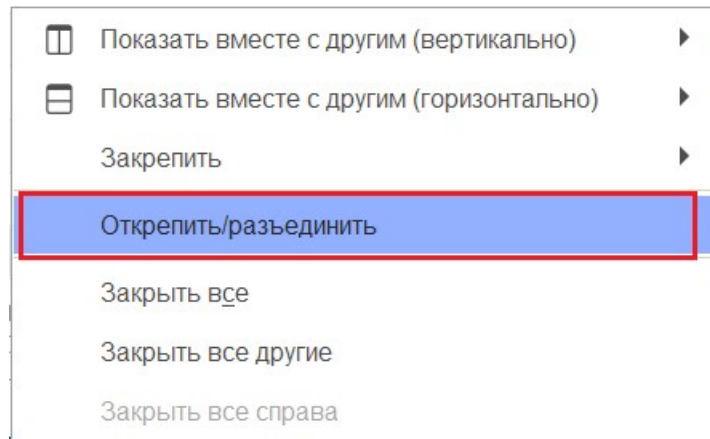 Показать вместе с другим (вертикально)
Показать вместе с другим (горизонтально)
Закрепить
Открепить/разъединить
Закрыть все
Закрыть все другие
Закрыть все справа